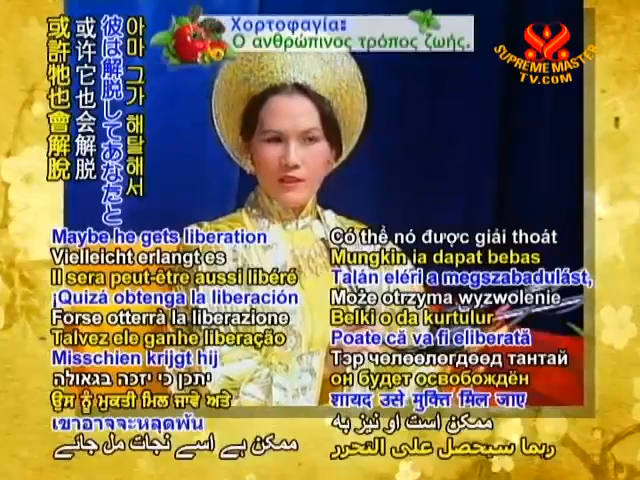 Χορτοφαγία:
Ο ανθρώπινος τρόπος ζωής.
SUPREME MASTER
TV.COM
아마 그가 해탈해서
彼は解脱してあなたと
或许它也会解脱
或許牠也會解脫
Maybe he gets liberation
Vielleicht erlangt es
Il sera peut-être aussi libéré
¡Quizá obtenga la liberación
Forse otterrà la liberazione
Talvez ele ganhe liberação
Misschien krijgt hij
ייתכן כי יזכה בגאולה
ਉਸ ਨੂੰ ਮੁਕਤੀ ਮਿਲ ਜਾਵੇ ਅਤੇ
เขาอาจจะหลุดพ้น
ممکن ہے اسے نجات مل جائے
Có thể nó được giải thoát
Mungkin ia dapat bebas
Talán eléri a megszabadulást,
Może otrzyma wyzwolenie
Belki o da kurtulur
Poate că va fi eliberată
Тэр чөлөөлөгдөөд тантай
он будет освобождён
शायद उसे मुक्ति मिल जाए
ممکن است او نیز به
ربما سيحصل على التحرر